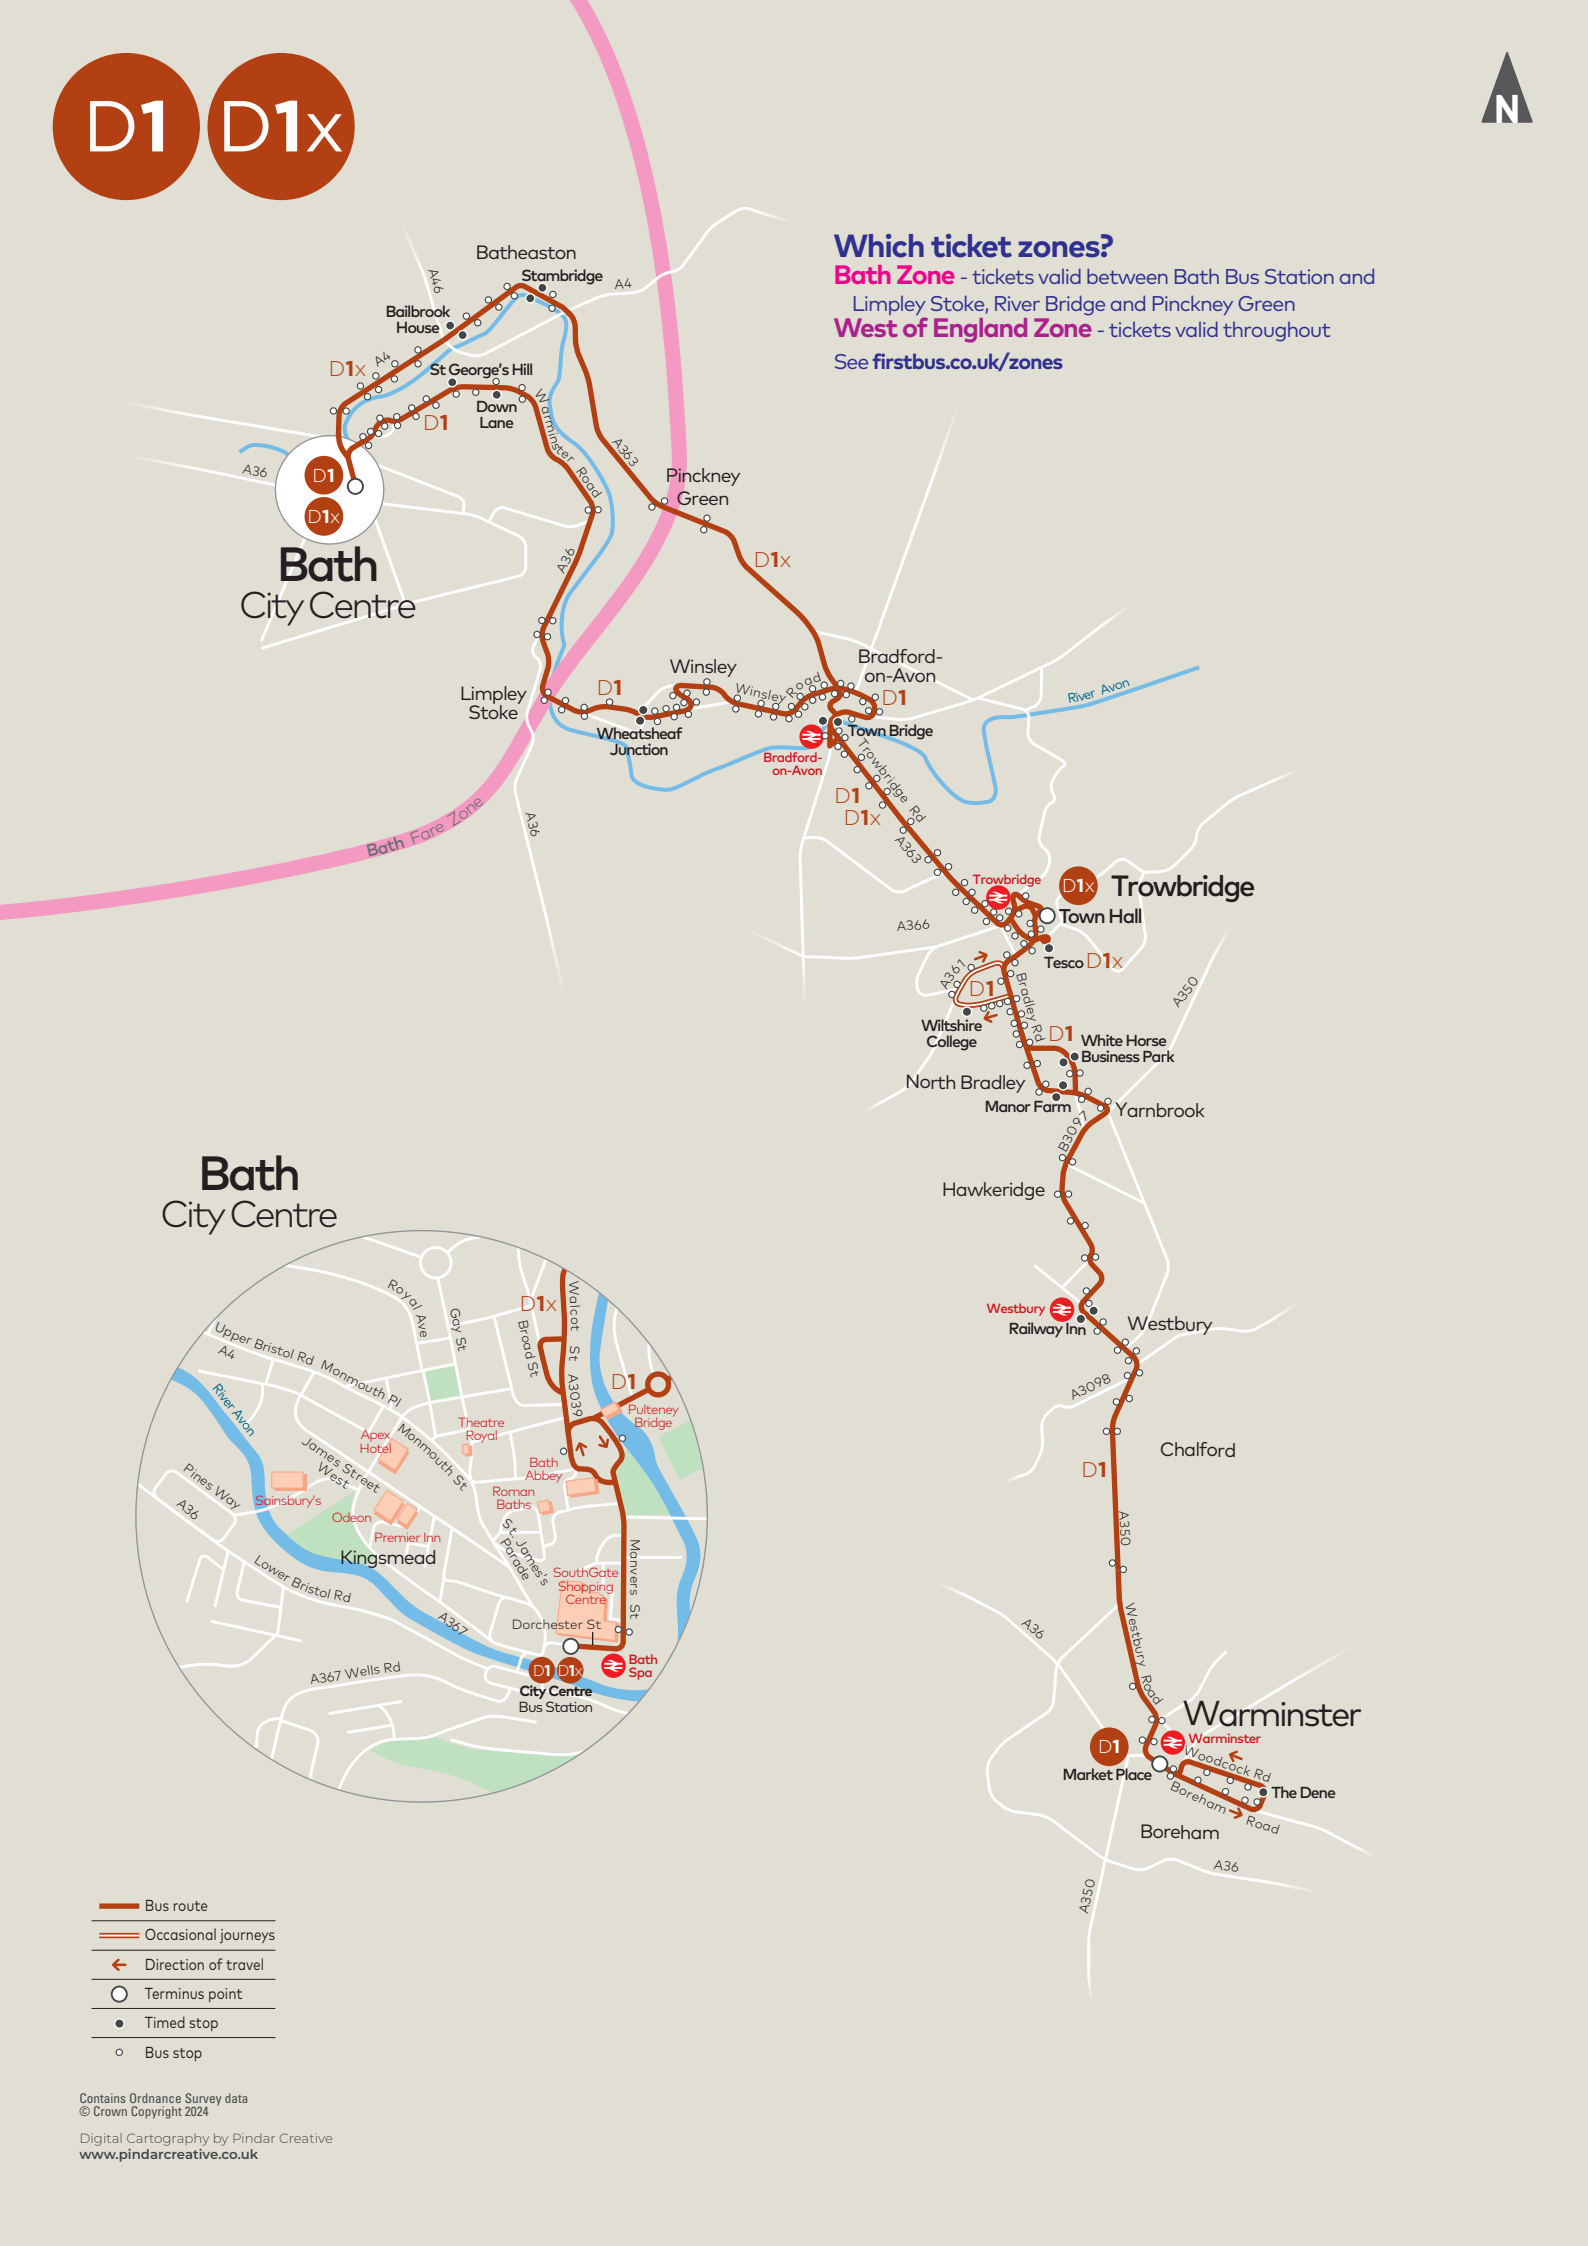 D1 D1x
N
Which ticket zones?
Bath Zone - tickets valid between Bath Bus Station and
Limpley Stoke, River Bridge and Pinckney Green
West of England Zone - tickets valid throughout
See firstbus.co.uk/zones
Batheaston
Stambridge
A46
A4
Bailbrook
House
D1x
A4
St George's Hill
Down
Lane
D1
Warminster Road
A363
A36
D1
D1x
Bath
City Centre
Pinckney
Green
D1x
A36
Winsley
Bradford-
on-Avon
River Avon
Limpley
Stoke
D1
Winsley Road
D1
Wheatsheaf
Junction
Town Bridge
Bradford-
on-Avon
Trowbridge Rd
D1
D1x
A36
Bath Fare Zone
A363
Trowbridge
D1x
Trowbridge
Town Hall
A366
Tesco D1x
A361
D1
Bradley Rd
A350
Wiltshire
College
D1
White Horse
Business Park
North Bradley
Manor Farm
Yarnbrook
B3097
Hawkeridge
Westbury
Railway Inn
Westbury
A3098
Chalford
D1
A350
Westbury Road
A36
Warminster
D1
Warminster
Market Place
Woodcock Rd
The Dene
Boreham Road
Boreham
A36
A350
Bath
City Centre
Royal Ave
Gay St
D1x
Broad St
Walcot St
A3039
Upper Bristol Rd
A4
Monmouth Pl
D1
Pulteney
Bridge
River Avon
Theatre
Royal
Apex
Hotel
Monmouth St
James Street
West
Bath
Abbey
Pines Way
Sainsbury's
Roman
Baths
A36
Odeon
Premier Inn
St. James's
Parade
Kingsmead
Manvers St
Lower Bristol Rd
SouthGate
Shopping
Centre
A367
Dorchester St
A367 Wells Rd
D1 D1x
Bath
Spa
City Centre
Bus Station
Bus route
Occasional journeys
Direction of travel
Terminus point
Timed stop
Bus stop
Contains Ordnance Survey data
© Crown Copyright 2024
Digital Cartography by Pindar Creative
www.pindarcreative.co.uk